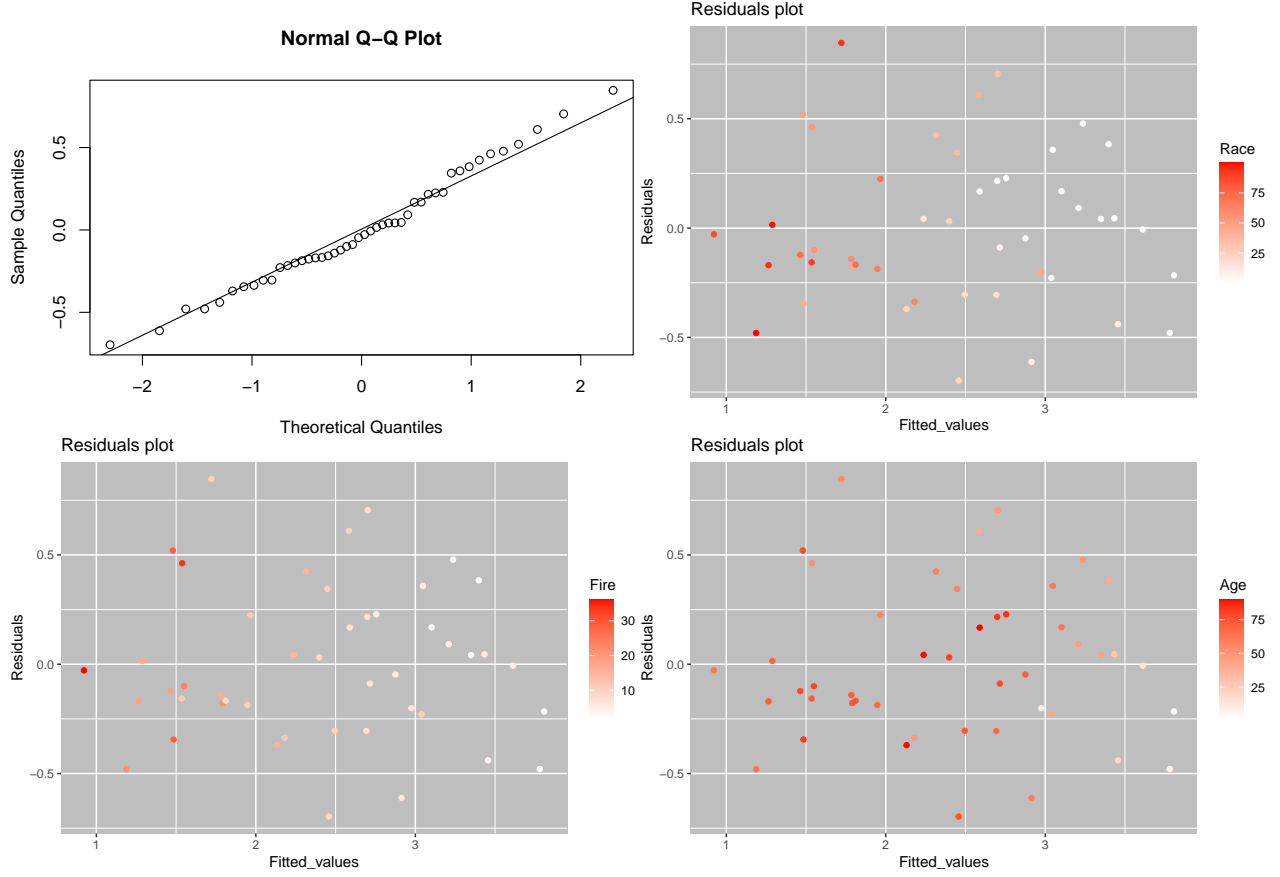 Normal Q−Q Plot
Sample Quantiles
0.5
0.0
−0.5
−2
−1
0
1
2
Theoretical Quantiles
Residuals plot
Residuals
0.5
0.0
−0.5
1
2
3
Fitted_values
Race
75
50
25
Residuals plot
Residuals
0.5
0.0
−0.5
1
2
3
Fitted_values
Fire
30
20
10
Residuals plot
Residuals
0.5
0.0
−0.5
1
2
3
Fitted_values
Age
75
50
25